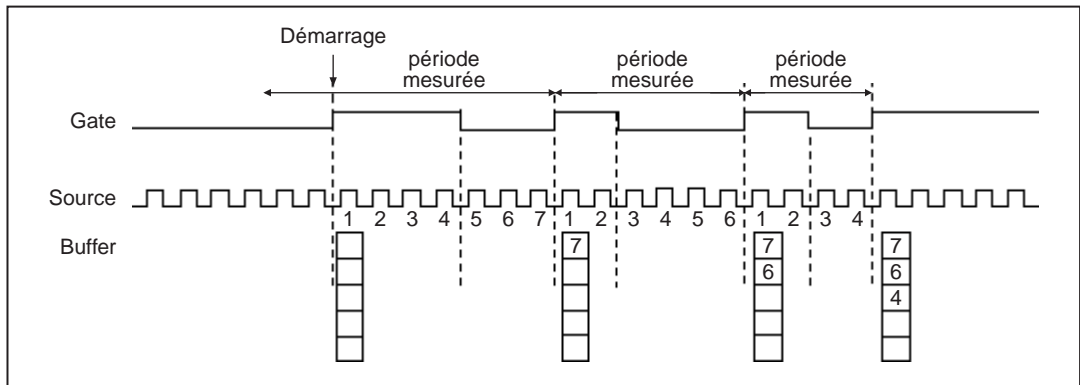 Démarrage
période mesurée
période mesurée
période mesurée
Gate
Source
1 2 3 4 5 6 7 1 2 3 4 5 6 1 2 3 4
Buffer
7 7 7
6 6
4